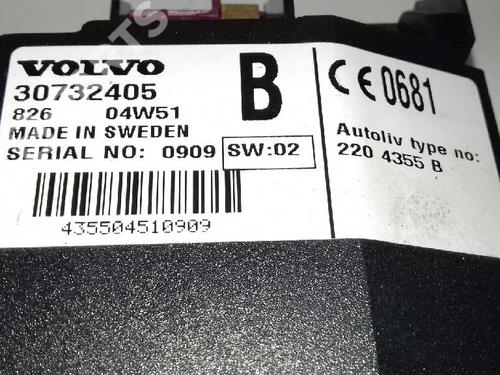 VOLVO
30732405
826 04W51
MADE IN SWEDEN
SERIAL NO: 0909 SW:02
435504510909
B
CE 0681
Autoliv type no:
220 4355 B